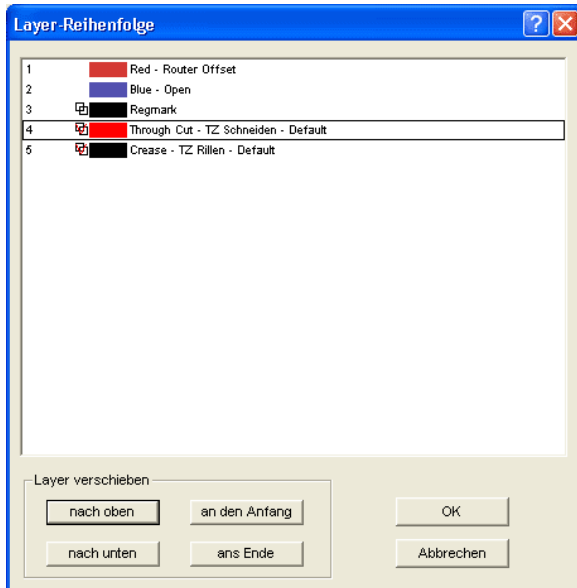 Layer-Reihenfolge
1 Red - Router Offset
2 Blue - Open
3 Regmark
4 Through Cut - TZ Schneiden - Default
5 Crease - TZ Rillen - Default
Layer verschieben
nach oben an den Anfang OK
nach unten ans Ende Abbrechen